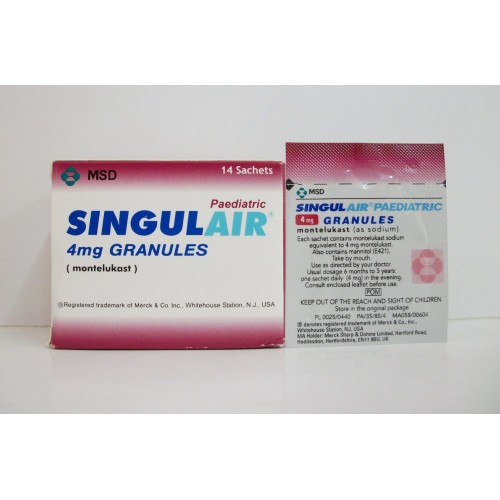 14 Sachets
MSD
Paediatric
SINGULAIR®
4mg GRANULES
( montelukast )
®Registered trademark of Merck & Co., Inc., Whitehouse Station, N.J., USA
MSD
SINGULAIR® PAEDIATRIC
4mg GRANULES
montelukast (as sodium)
Each sachet contains montelukast sodium
equivalent to 4 mg montelukast.
Also contains mannitol (E421).
Take by mouth.
Use as directed by your doctor.
Usual dosage 6 months to 5 years:
one sachet daily (4 mg) in the evening.
Consult enclosed leaflet before use.
POM
KEEP OUT OF THE REACH AND SIGHT OF CHILDREN
Store in the original package
PL 0025/0440 PA/35/85/4 MA058/00604
® denotes registered trademark of Merck & Co., Inc.,
Whitehouse Station, NJ, USA
MA Holder: Merck Sharp & Dohme Limited, Hertford Road,
Hoddesdon, Hertfordshire, EN11 9BU, UK